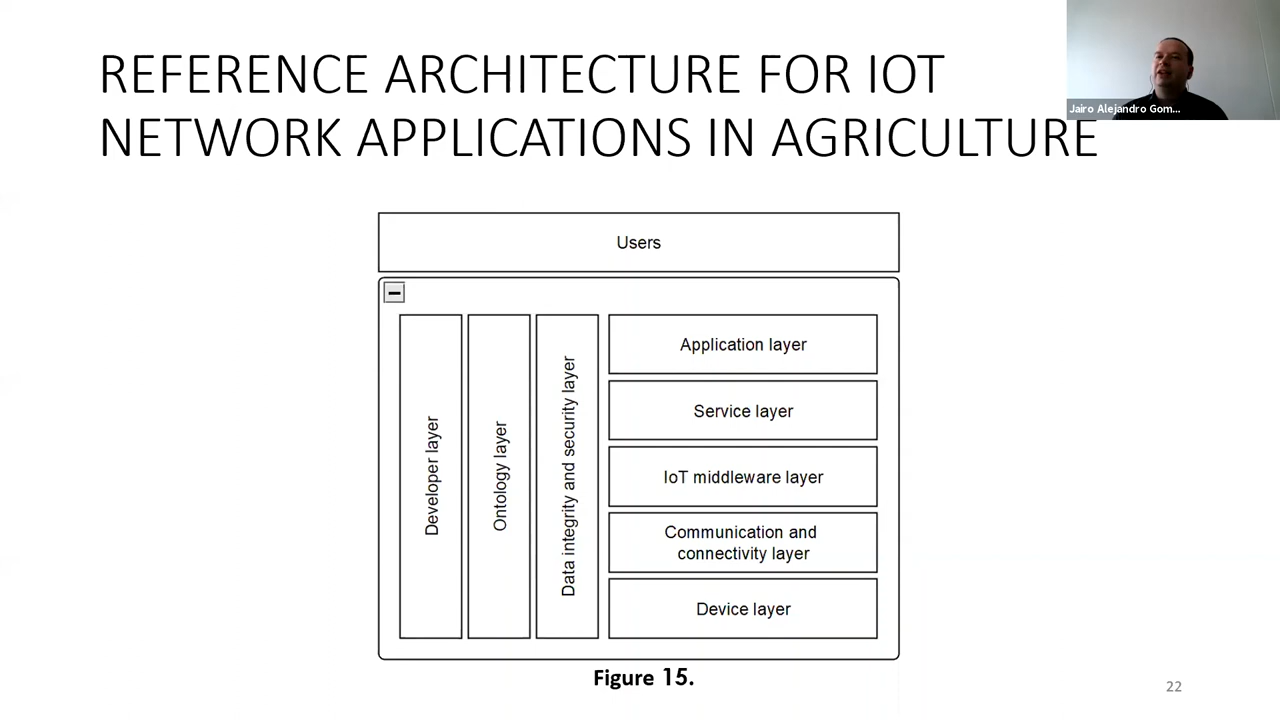 REFERENCE ARCHITECTURE FOR IOT
NETWORK APPLICATIONS IN AGRICULTURE
Jairo Alejandro Gom...
Users
Developer layer
Ontology layer
Data integrity and security layer
Application layer
Service layer
IoT middleware layer
Communication and
connectivity layer
Device layer
Figure 15.
22